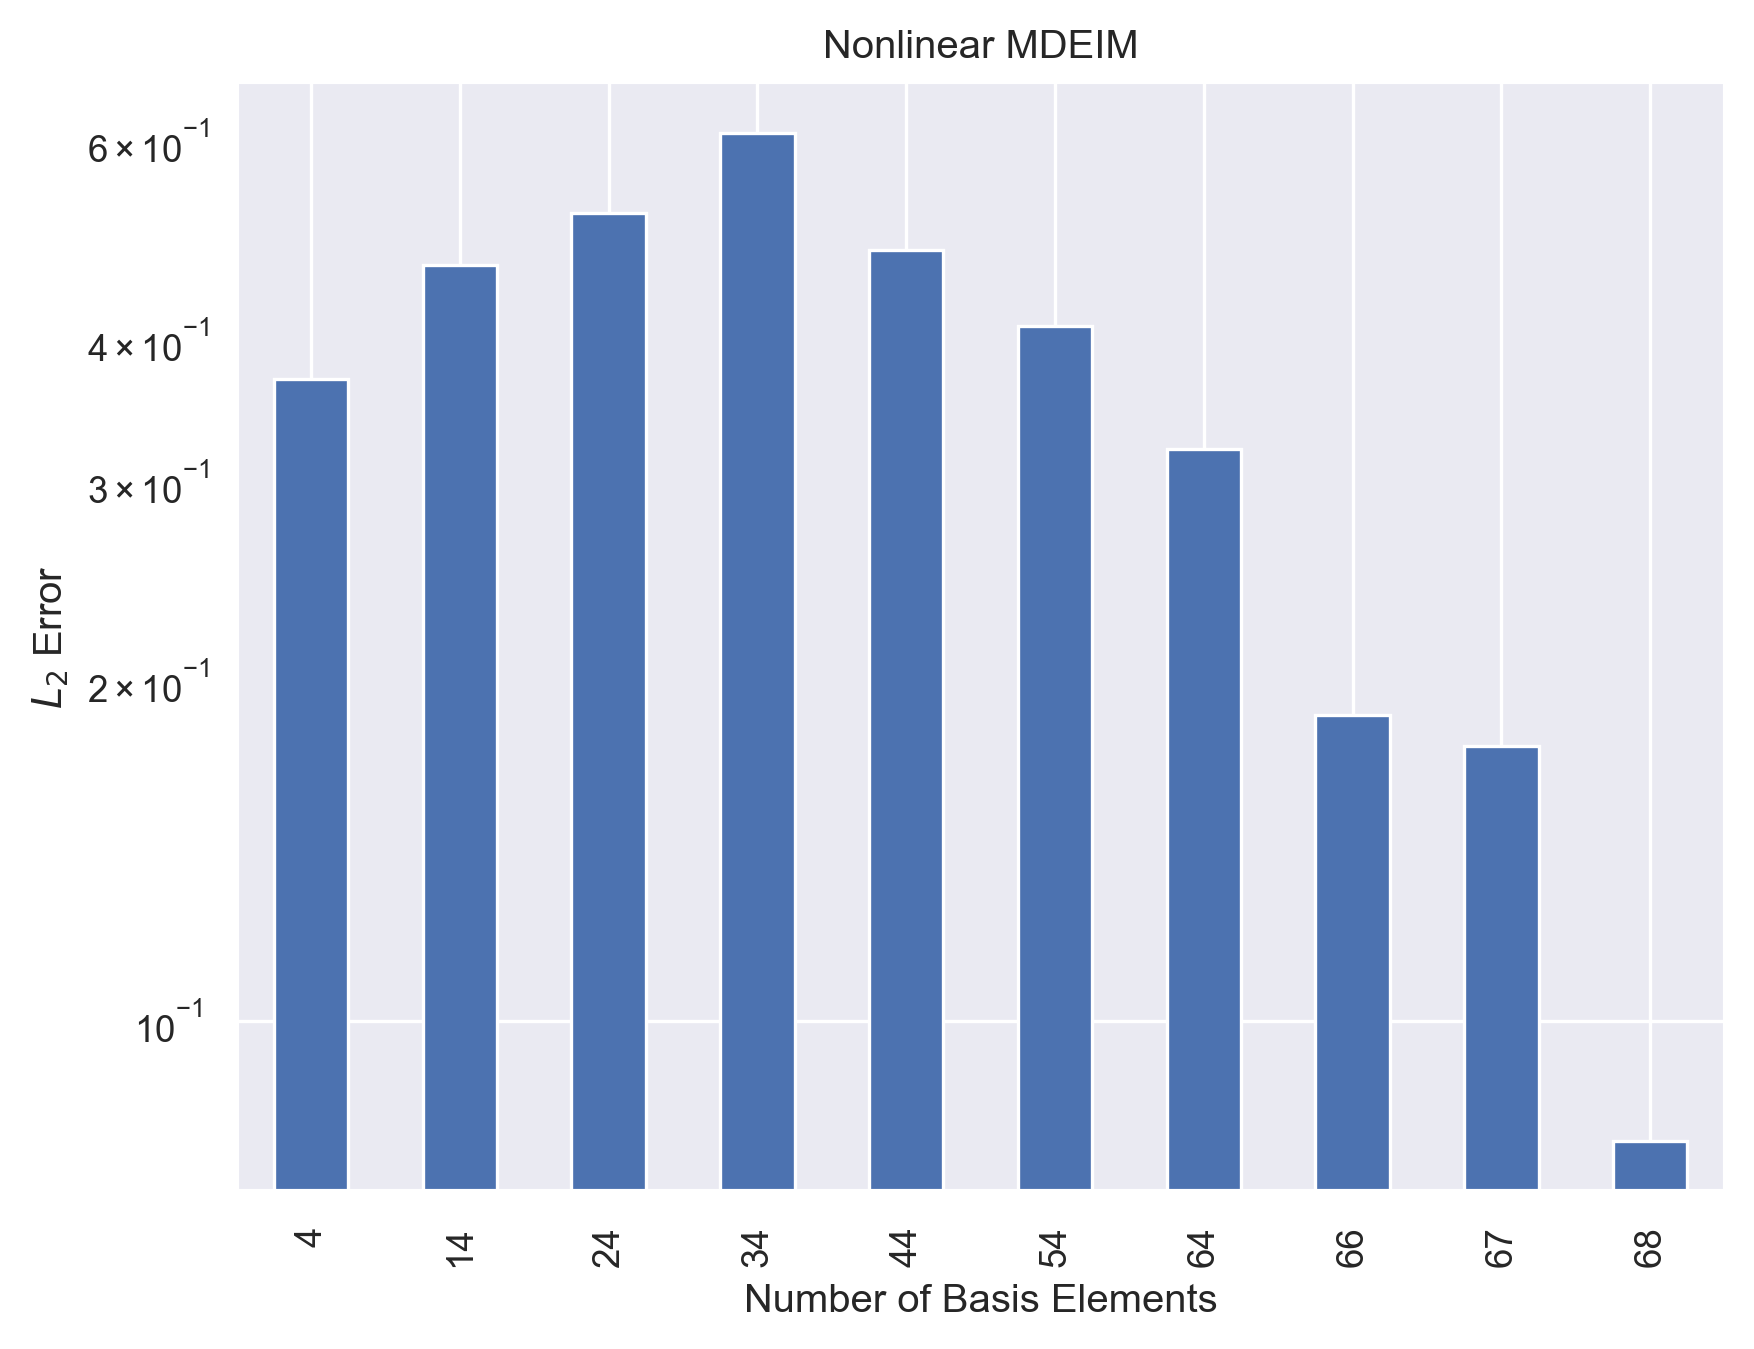 Nonlinear MDEIM
6 × 10⁻¹
4 × 10⁻¹
3 × 10⁻¹
2 × 10⁻¹
10⁻¹
L₂ Error
4 14 24 34 44 54 64 66 67 68
Number of Basis Elements